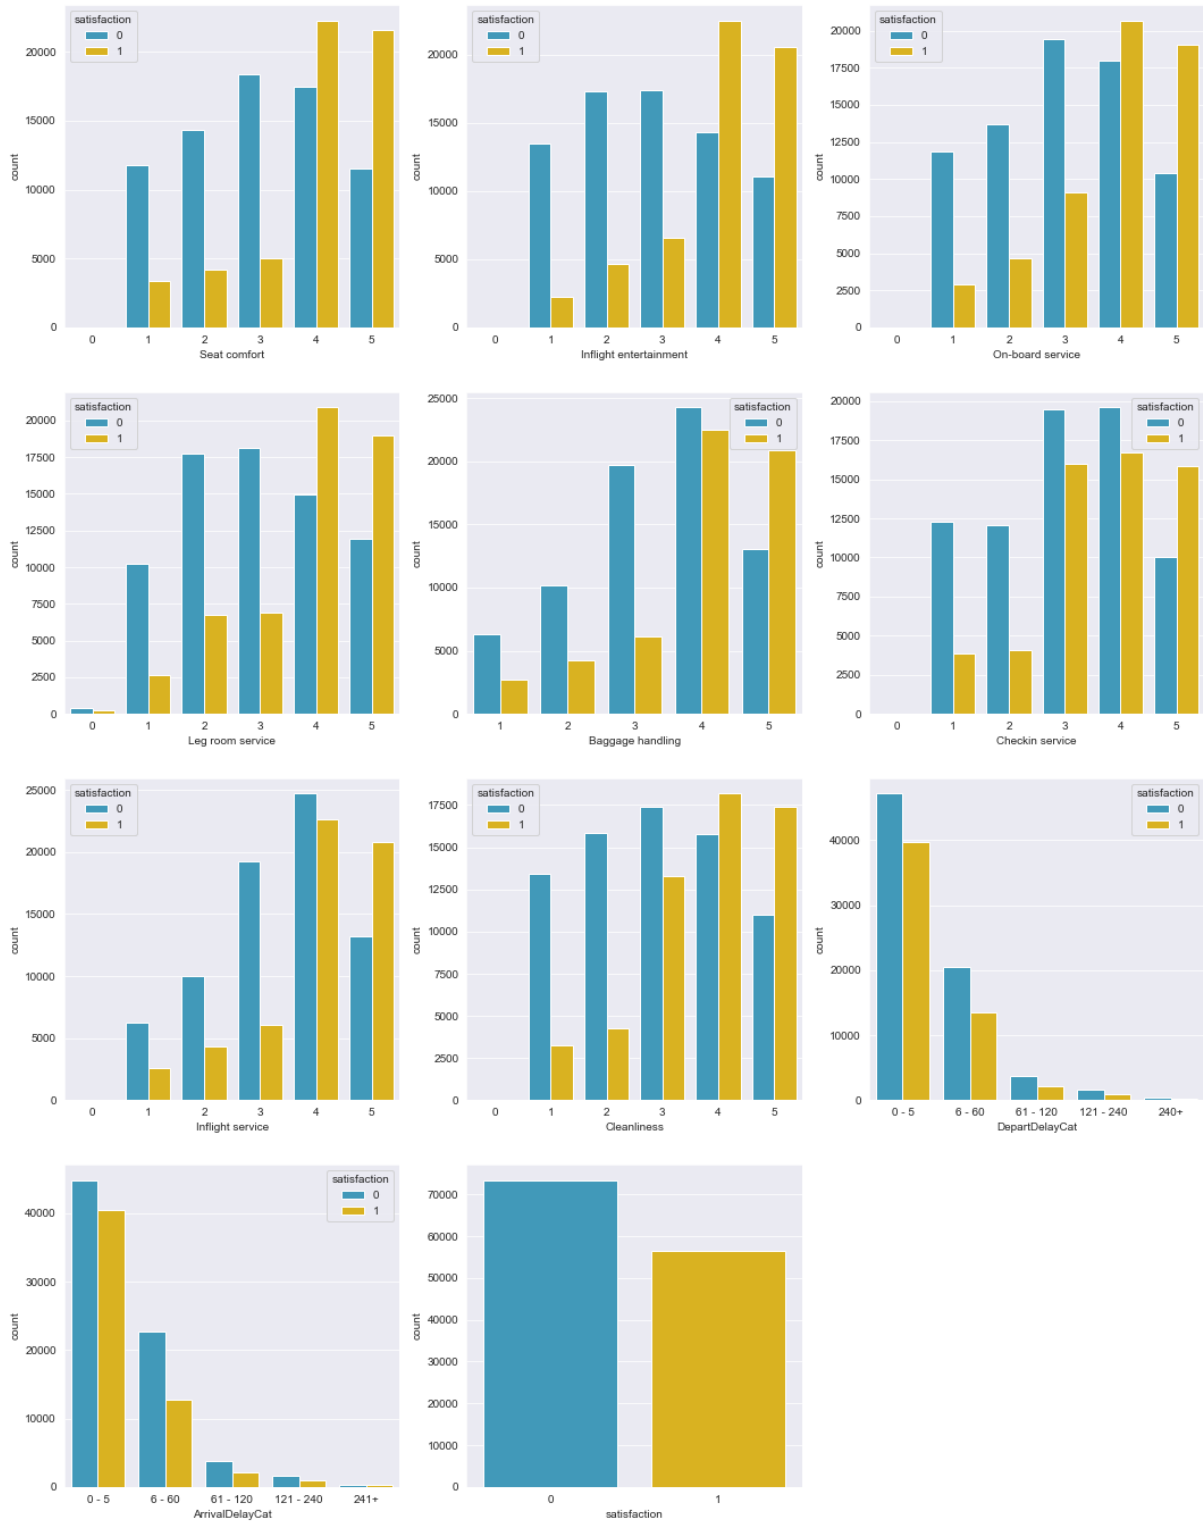 satisfaction
0
1
count
20000
15000
10000
5000
0
0 1 2 3 4 5
Seat comfort
satisfaction
0
1
count
20000
15000
10000
5000
0
0 1 2 3 4 5
Inflight entertainment
satisfaction
0
1
count
20000
17500
15000
12500
10000
7500
5000
2500
0
0 1 2 3 4 5
On-board service
satisfaction
0
1
count
20000
17500
15000
12500
10000
7500
5000
2500
0
0 1 2 3 4 5
Leg room service
satisfaction
0
1
count
25000
20000
15000
10000
5000
0
1 2 3 4 5
Baggage handling
satisfaction
0
1
count
20000
17500
15000
12500
10000
7500
5000
2500
0
0 1 2 3 4 5
Checkin service
satisfaction
0
1
count
25000
20000
15000
10000
5000
0
0 1 2 3 4 5
Inflight service
satisfaction
0
1
count
17500
15000
12500
10000
7500
5000
2500
0
0 1 2 3 4 5
Cleanliness
satisfaction
0
1
count
40000
30000
20000
10000
0
0 - 5 6 - 60 61 - 120 121 - 240 240+
DepartDelayCat
satisfaction
0
1
count
40000
30000
20000
10000
0
0 - 5 6 - 60 61 - 120 121 - 240 241+
ArrivalDelayCat
count
70000
60000
50000
40000
30000
20000
10000
0
0 1
satisfaction